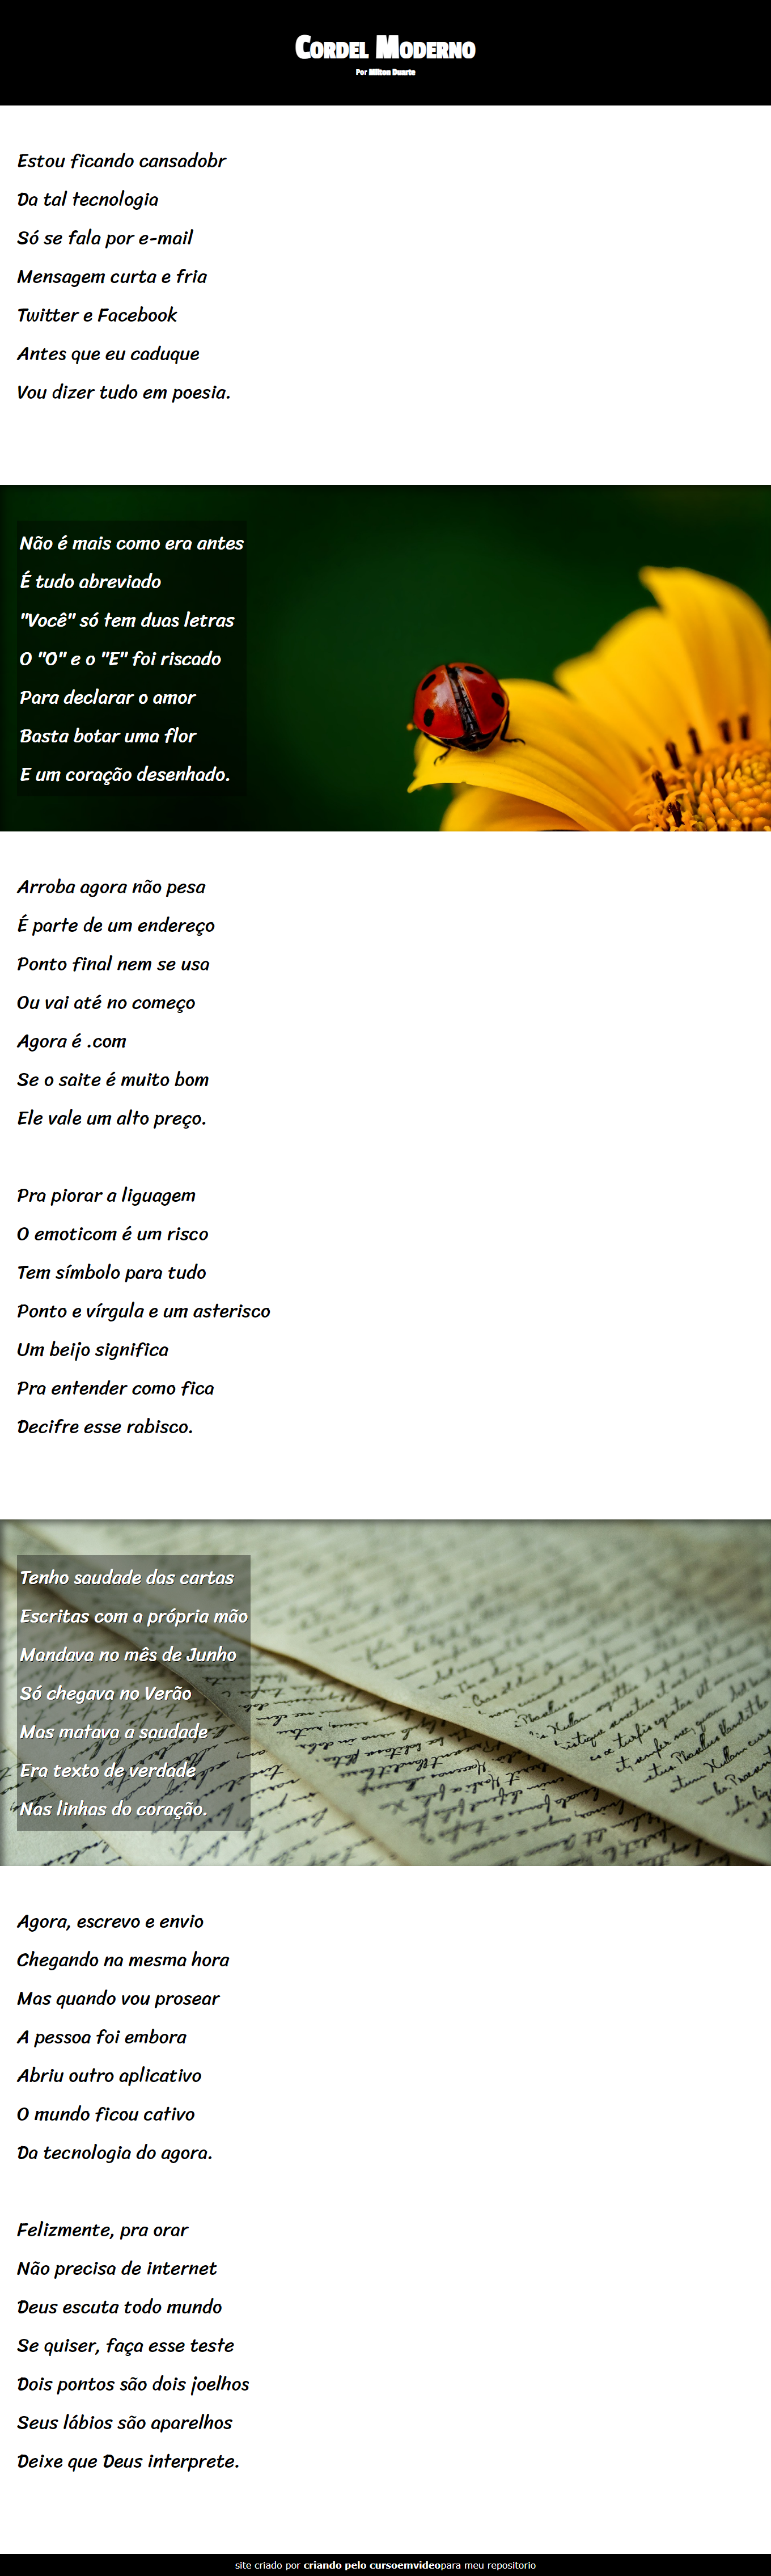 Cordel Moderno
Por Milton Duarte
Estou ficando cansadobr
Da tal tecnologia
Só se fala por e-mail
Mensagem curta e fria
Twitter e Facebook
Antes que eu caduque
Vou dizer tudo em poesia.
Não é mais como era antes
É tudo abreviado
"Você" só tem duas letras
O "O" e o "E" foi riscado
Para declarar o amor
Basta botar uma flor
E um coração desenhado.
Arroba agora não pesa
É parte de um endereço
Ponto final nem se usa
Ou vai até no começo
Agora é .com
Se o saite é muito bom
Ele vale um alto preço.
Pra piorar a liguagem
O emoticom é um risco
Tem símbolo para tudo
Ponto e vírgula e um asterisco
Um beijo significa
Pra entender como fica
Decifre esse rabisco.
Tenho saudade das cartas
Escritas com a própria mão
Mandava no mês de Junho
Só chegava no Verão
Mas matava a saudade
Era texto de verdade
Nas linhas do coração.
Agora, escrevo e envio
Chegando na mesma hora
Mas quando vou prosear
A pessoa foi embora
Abriu outro aplicativo
O mundo ficou cativo
Da tecnologia do agora.
Felizmente, pra orar
Não precisa de internet
Deus escuta todo mundo
Se quiser, faça esse teste
Dois pontos são dois joelhos
Seus lábios são aparelhos
Deixe que Deus interprete.
site criado por criando pelo cursoemvideopara meu repositorio